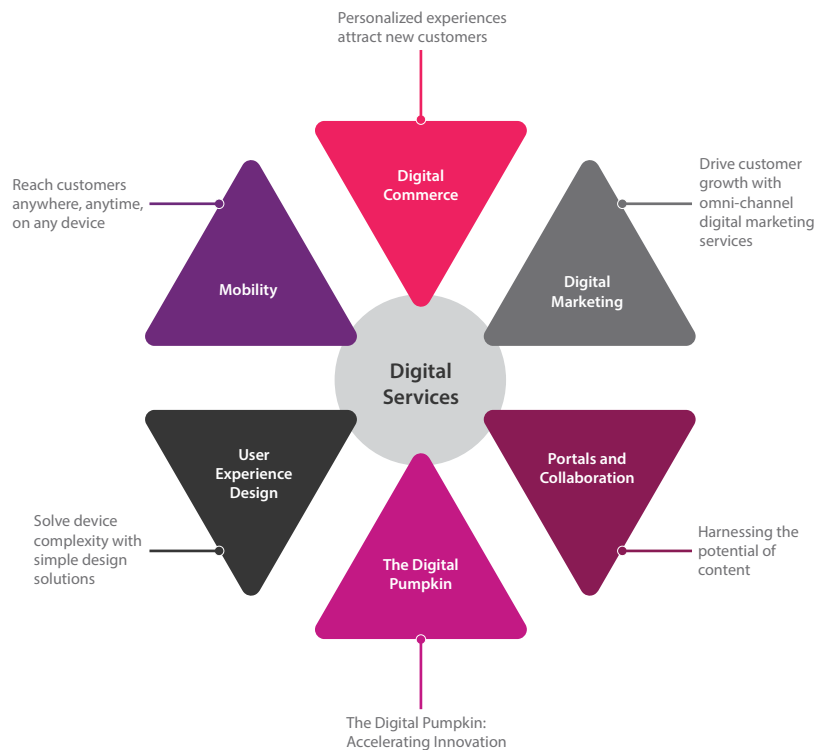 Personalized experiences
attract new customers
Digital
Commerce
Reach customers
anywhere, anytime,
on any device
Mobility
Drive customer
growth with
omni-channel
digital marketing
services
Digital
Marketing
Digital
Services
User
Experience
Design
Solve device
complexity with
simple design
solutions
Portals and
Collaboration
Harnessing the
potential of
content
The Digital
Pumpkin
The Digital Pumpkin:
Accelerating Innovation